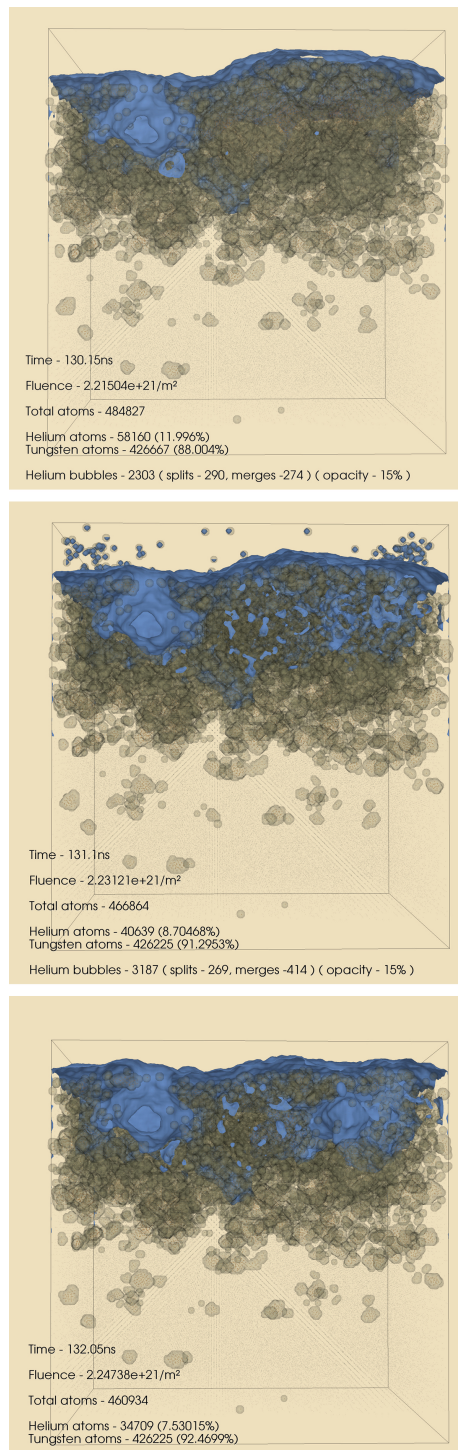 Time - 130.15ns
Fluence - 2.21504e+21/m²
Total atoms - 484827
Helium atoms - 58160 (11.996%)
Tungsten atoms - 426667 (88.004%)
Helium bubbles - 2303 ( splits - 290, merges -274 ) ( opacity - 15% )
Time - 131.1ns
Fluence - 2.23121e+21/m²
Total atoms - 466864
Helium atoms - 40639 (8.70468%)
Tungsten atoms - 426225 (91.2953%)
Helium bubbles - 3187 ( splits - 269, merges -414 ) ( opacity - 15% )
Time - 132.05ns
Fluence - 2.24738e+21/m²
Total atoms - 460934
Helium atoms - 34709 (7.53015%)
Tungsten atoms - 426225 (92.4699%)